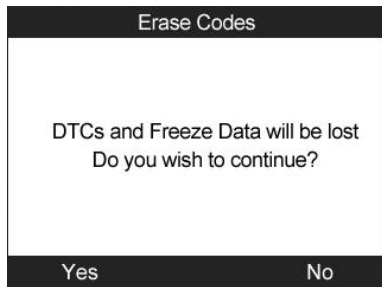 Erase Codes
DTCs and Freeze Data will be lost
Do you wish to continue?
Yes No